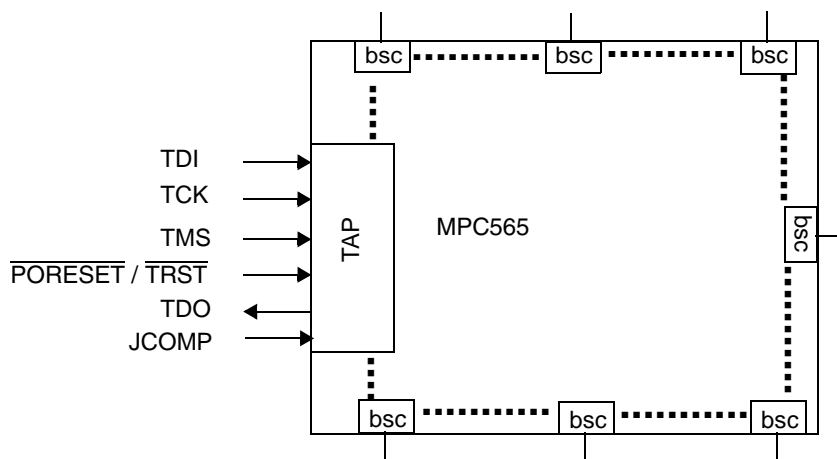 bsc bsc bsc
TDI
TCK
TMS
PORESET / TRST
TDO
JCOMP
TAP
MPC565
bsc
bsc bsc bsc